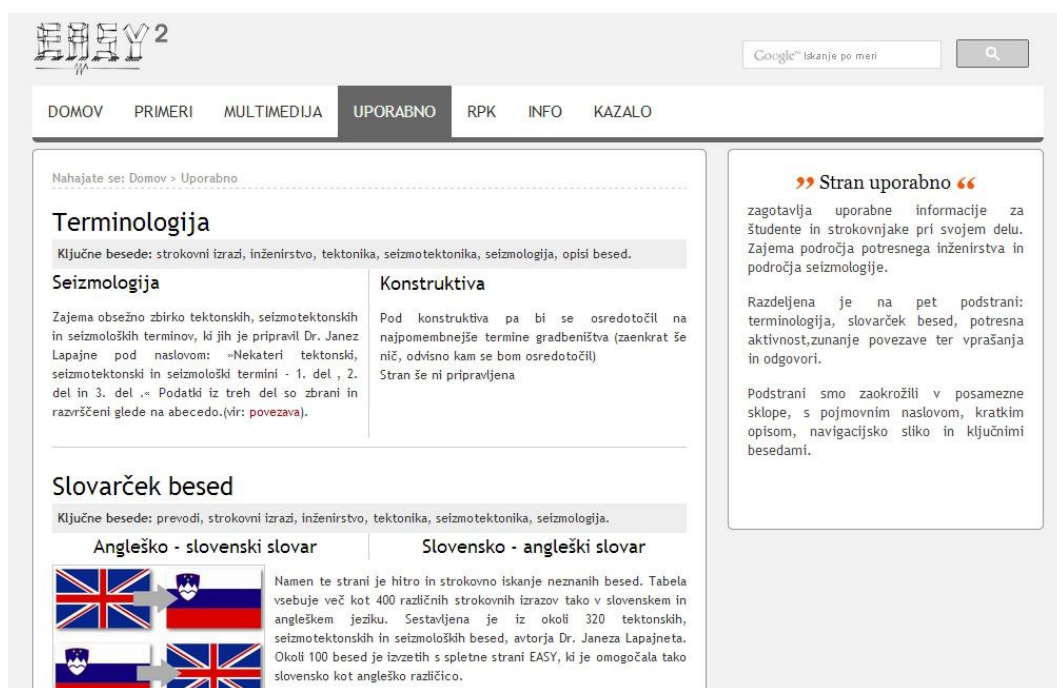 EASY 2
Google™ Iskanje po meri
DOMOV PRIMERI MULTIMEDIJA UPORABNO RPK INFO KAZALO
Nahajate se: Domov > Uporabno
Terminologija
Ključne besede: strokovni izrazi, inženirstvo, tektonika, seizmotektonika, seizmologija, opisi besed.
Seizmologija
Zajema obsežno zbirko tektonskih, seizmotektonskih
in seizmoloških terminov, ki jih je pripravil Dr. Janez
Lapajne pod naslovom: »Nekateri tektonski,
seizmotektonski in seizmološki termini - 1. del , 2.
del in 3. del .« Podatki iz treh del so zbrani in
razvrščeni glede na abecedo.(vir: povezava).
Konstruktiva
Pod konstruktiva pa bi se osredotočil na
najpomembnejše termine gradbeništva (zaenkrat še
nič, odvisno kam se bom osredotočil)
Stran še ni pripravljena
Slovarček besed
Ključne besede: prevodi, strokovni izrazi, inženirstvo, tektonika, seizmotektonika, seizmologija.
Angleško - slovenski slovar
Slovensko - angleški slovar
Namen te strani je hitro in strokovno iskanje neznanih besed. Tabela
vsebuje več kot 400 različnih strokovnih izrazov tako v slovenskem in
angleškem jeziku. Sestavljena je iz okoli 320 tektonskih,
seizmotektonskih in seizmoloških besed, avtorja Dr. Janeza Lapajneta.
Okoli 100 besed je izvzetih s spletne strani EASY, ki je omogočala tako
slovensko kot angleško različico.
” Stran uporabno “
zagotavlja uporabne informacije za
študente in strokovnjake pri svojem delu.
Zajema področja potresnega inženirstva in
področja seizmologije.
Razdeljena je na pet podstrani:
terminologija, slovarček besed, potresna
aktivnost,zunanje povezave ter vprašanja
in odgovori.
Podstrani smo zaokrožili v posamezne
sklope, s pojmovnim naslovom, kratkim
opisom, navigacijsko sliko in ključnimi
besedami.